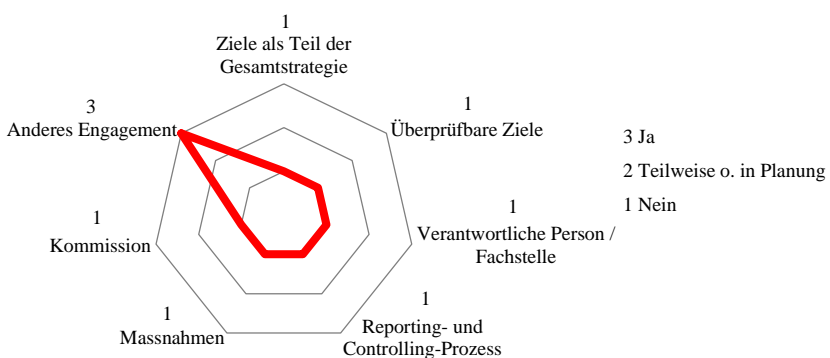 1
Ziele als Teil der
Gesamtstrategie
1
Überprüfbare Ziele
1
Verantwortliche Person /
Fachstelle
1
Reporting- und
Controlling-Prozess
1
Massnahmen
1
Kommission
3
Anderes Engagement
3 Ja
2 Teilweise o. in Planung
1 Nein